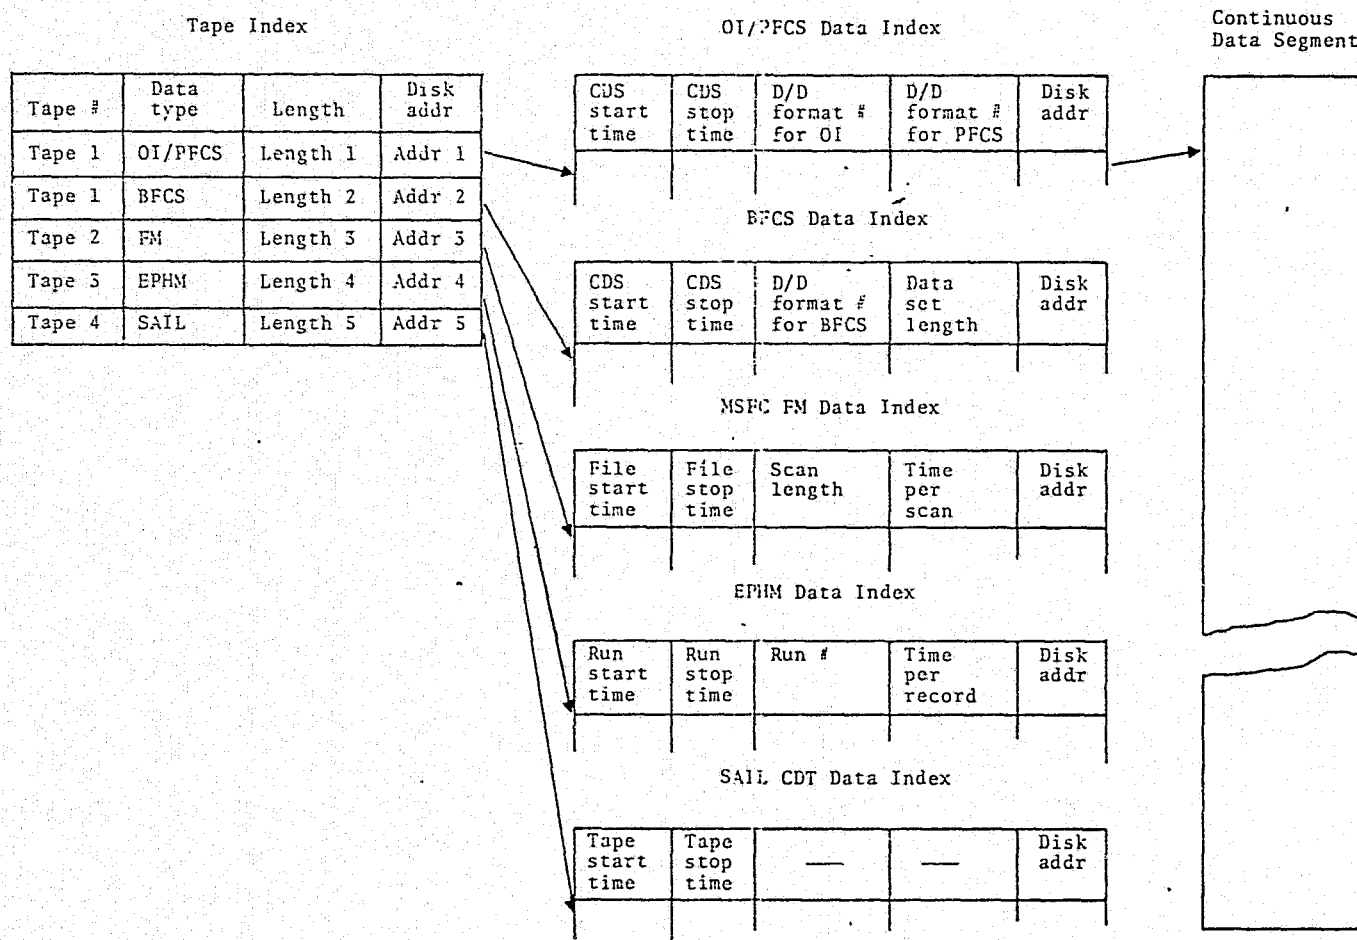 Tape Index
Tape # Data type Length Disk addr
Tape 1 OI/PFCS Length 1 Addr 1
Tape 1 BFCS Length 2 Addr 2
Tape 2 FM Length 3 Addr 3
Tape 3 EPHM Length 4 Addr 4
Tape 4 SAIL Length 5 Addr 5
OI/PFCS Data Index
CDS start time CDS stop time D/D format # for OI D/D format # for PFCS Disk addr
BFCS Data Index
CDS start time CDS stop time D/D format # for BFCS Data set length Disk addr
MSFC FM Data Index
File start time File stop time Scan length Time per scan Disk addr
EPHM Data Index
Run start time Run stop time Run # Time per record Disk addr
SAIL CDT Data Index
Tape start time Tape stop time — — Disk addr
Continuous
Data Segment